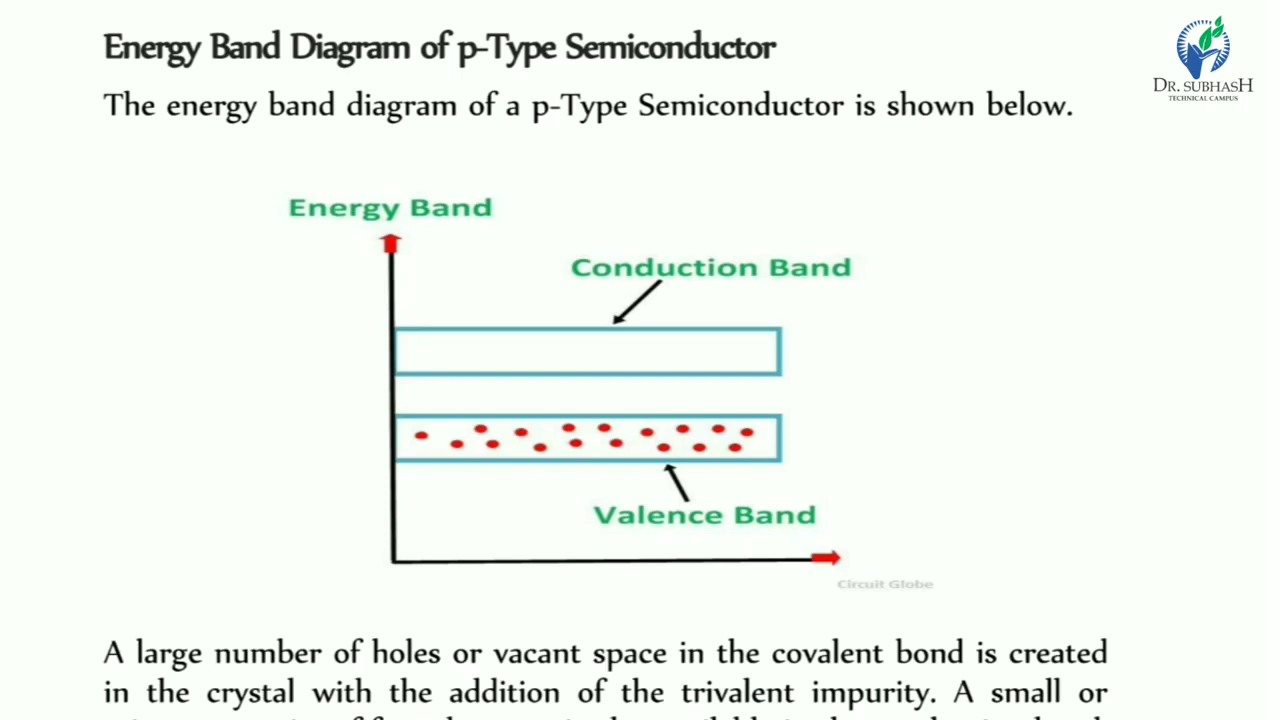 Energy Band Diagram of p-Type Semiconductor
The energy band diagram of a p-Type Semiconductor is shown below.
DR. SUBHASH
TECHNICAL CAMPUS
Energy Band
Conduction Band
Valence Band
Circuit Globe
A large number of holes or vacant space in the covalent bond is created
in the crystal with the addition of the trivalent impurity. A small or